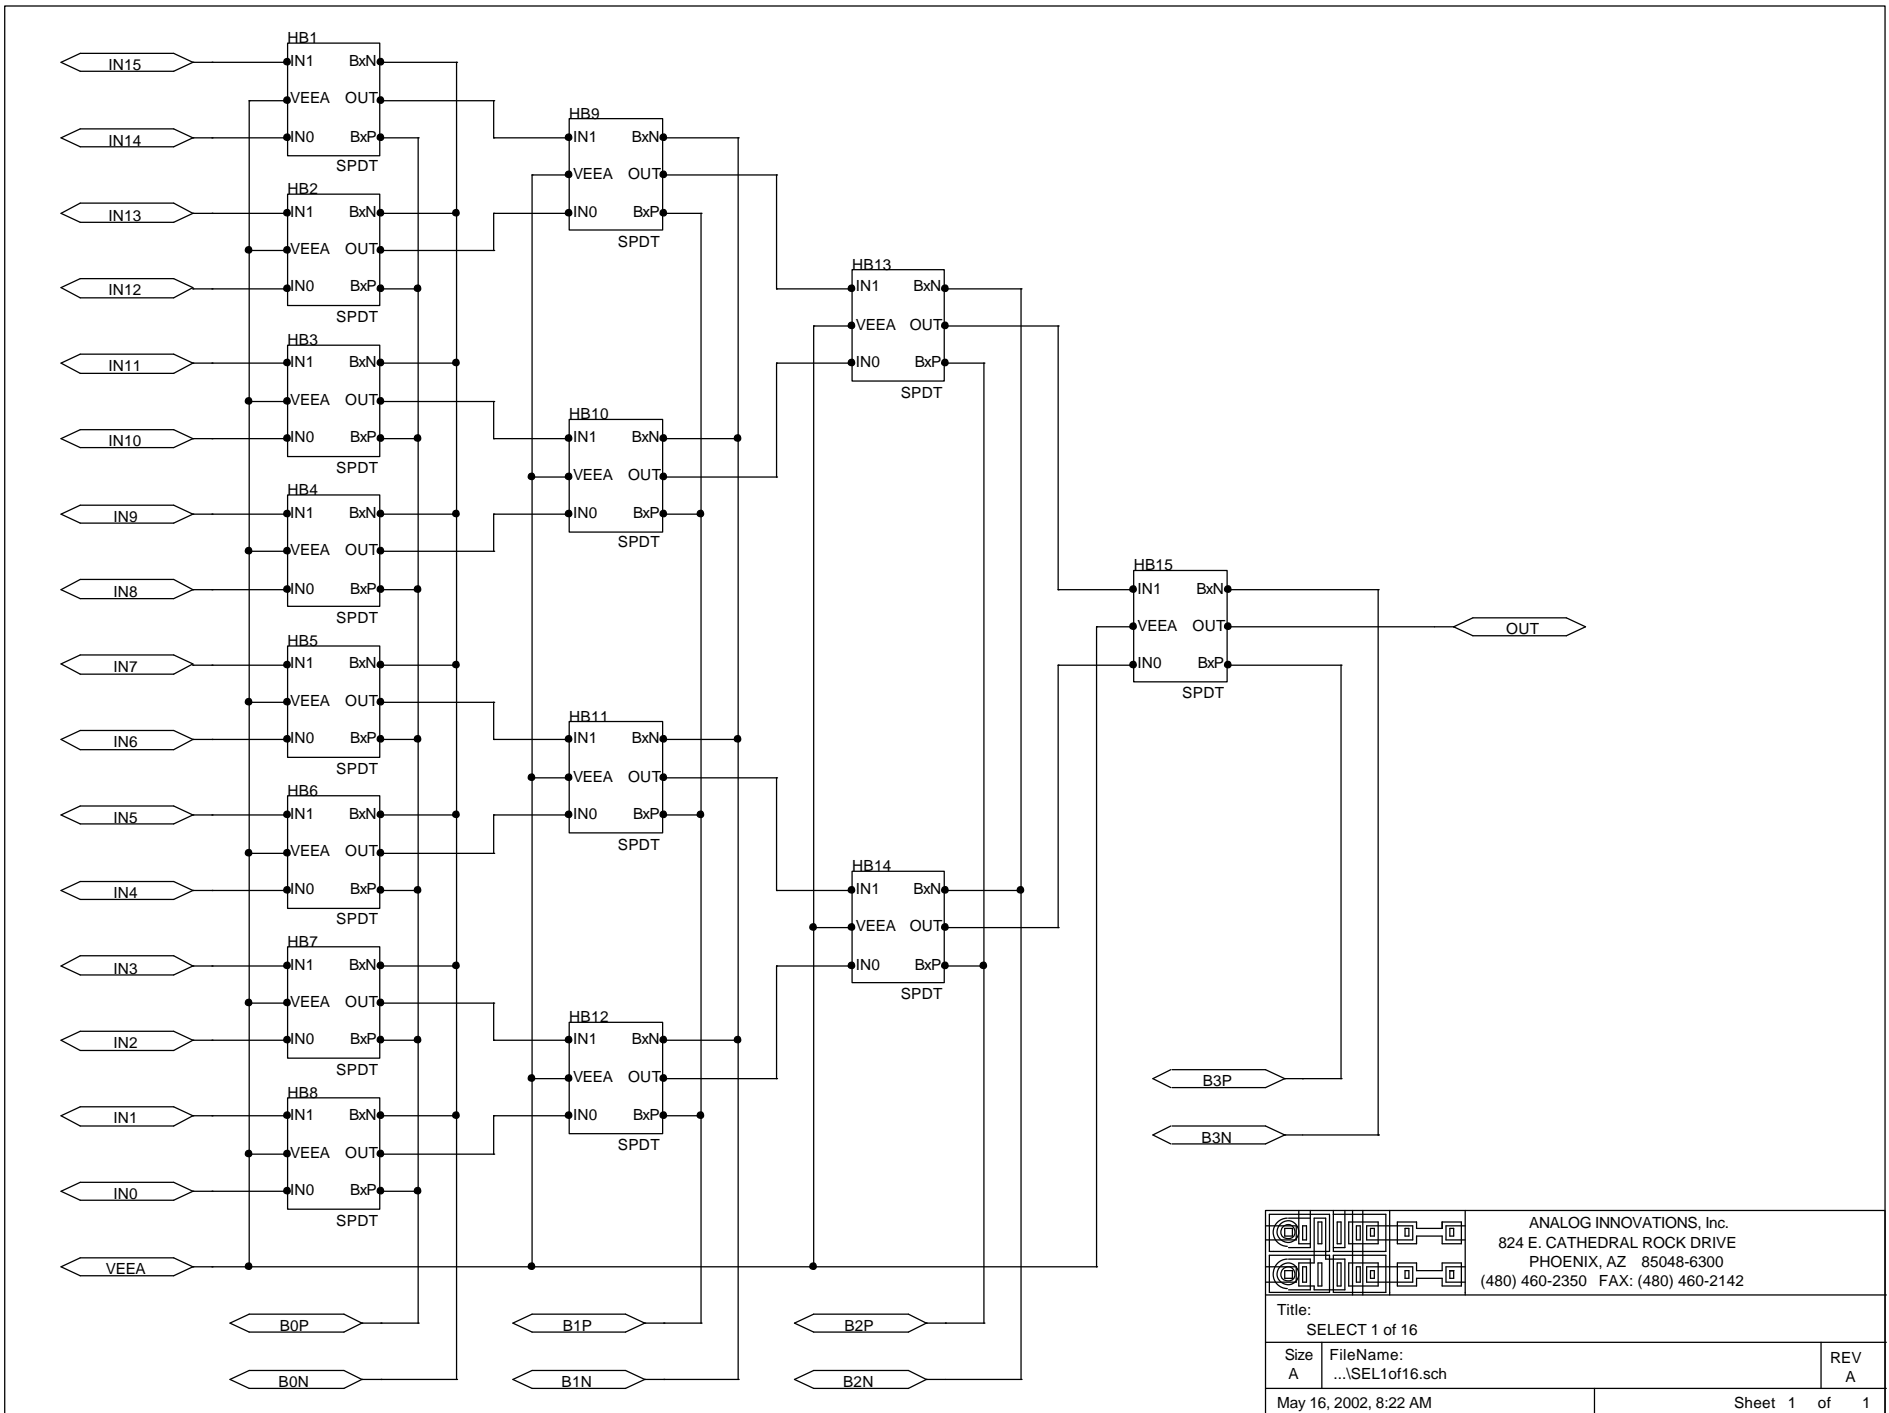 HB1
IN15
IN1 BxN
VEEA OUT
IN14
IN0 BxP
SPDT
HB2
IN13
IN1 BxN
VEEA OUT
IN12
IN0 BxP
SPDT
HB3
IN11
IN1 BxN
VEEA OUT
IN10
IN0 BxP
SPDT
HB4
IN9
IN1 BxN
VEEA OUT
IN8
IN0 BxP
SPDT
HB5
IN7
IN1 BxN
VEEA OUT
IN6
IN0 BxP
SPDT
HB6
IN5
IN1 BxN
VEEA OUT
IN4
IN0 BxP
SPDT
HB7
IN3
IN1 BxN
VEEA OUT
IN2
IN0 BxP
SPDT
HB8
IN1
IN1 BxN
VEEA OUT
IN0
IN0 BxP
SPDT
VEEA
B0P
B0N
HB9
IN1 BxN
VEEA OUT
IN0 BxP
SPDT
HB10
IN1 BxN
VEEA OUT
IN0 BxP
SPDT
HB11
IN1 BxN
VEEA OUT
IN0 BxP
SPDT
HB12
IN1 BxN
VEEA OUT
IN0 BxP
SPDT
B1P
B1N
HB13
IN1 BxN
VEEA OUT
IN0 BxP
SPDT
HB14
IN1 BxN
VEEA OUT
IN0 BxP
SPDT
B2P
B2N
HB15
IN1 BxN
VEEA OUT
IN0 BxP
SPDT
OUT
B3P
B3N
ANALOG INNOVATIONS, Inc.
824 E. CATHEDRAL ROCK DRIVE
PHOENIX, AZ 85048-6300
(480) 460-2350 FAX: (480) 460-2142
Title:
SELECT 1 of 16
Size FileName: REV
A ...\SEL1of16.sch A
May 16, 2002, 8:22 AM Sheet 1 of 1